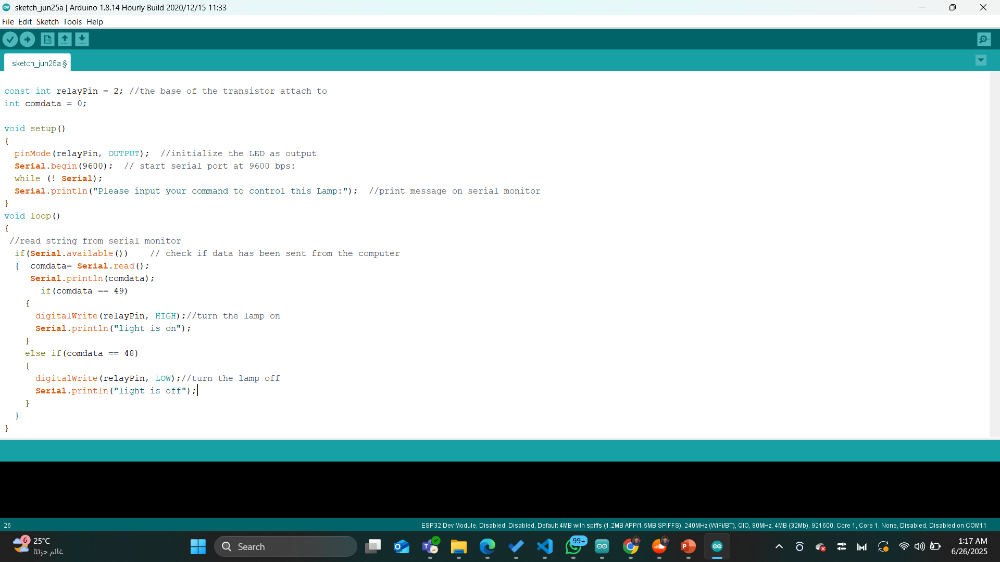 sketch_jun25a | Arduino 1.8.14 Hourly Build 2020/12/15 11:33
File Edit Sketch Tools Help
sketch_jun25a §
const int relayPin = 2; //the base of the transistor attach to
int comdata = 0;
void setup()
{
pinMode(relayPin, OUTPUT);  //initialize the LED as output
Serial.begin(9600);  // start serial port at 9600 bps:
while (! Serial);
Serial.println("Please input your command to control this Lamp:");  //print message on serial monitor
}
void loop()
{
//read string from serial monitor
if(Serial.available())    // check if data has been sent from the computer
{  comdata= Serial.read();
Serial.println(comdata);
if(comdata == 49)
{
digitalWrite(relayPin, HIGH);//turn the lamp on
Serial.println("light is on");
}
else if(comdata == 48)
{
digitalWrite(relayPin, LOW);//turn the lamp off
Serial.println("light is off");
}
}
}
26
ESP32 Dev Module, Disabled, Disabled, Default 4MB with spiffs (1.2MB APP/1.5MB SPIFFS), 240MHz (WiFi/BT), QIO, 80MHz, 4MB (32Mb), 921600, Core 1, Core 1, None, Disabled, Disabled on COM11
6
25°C
غائم جزئيًا
Search
99+
1:17 AM
6/26/2025